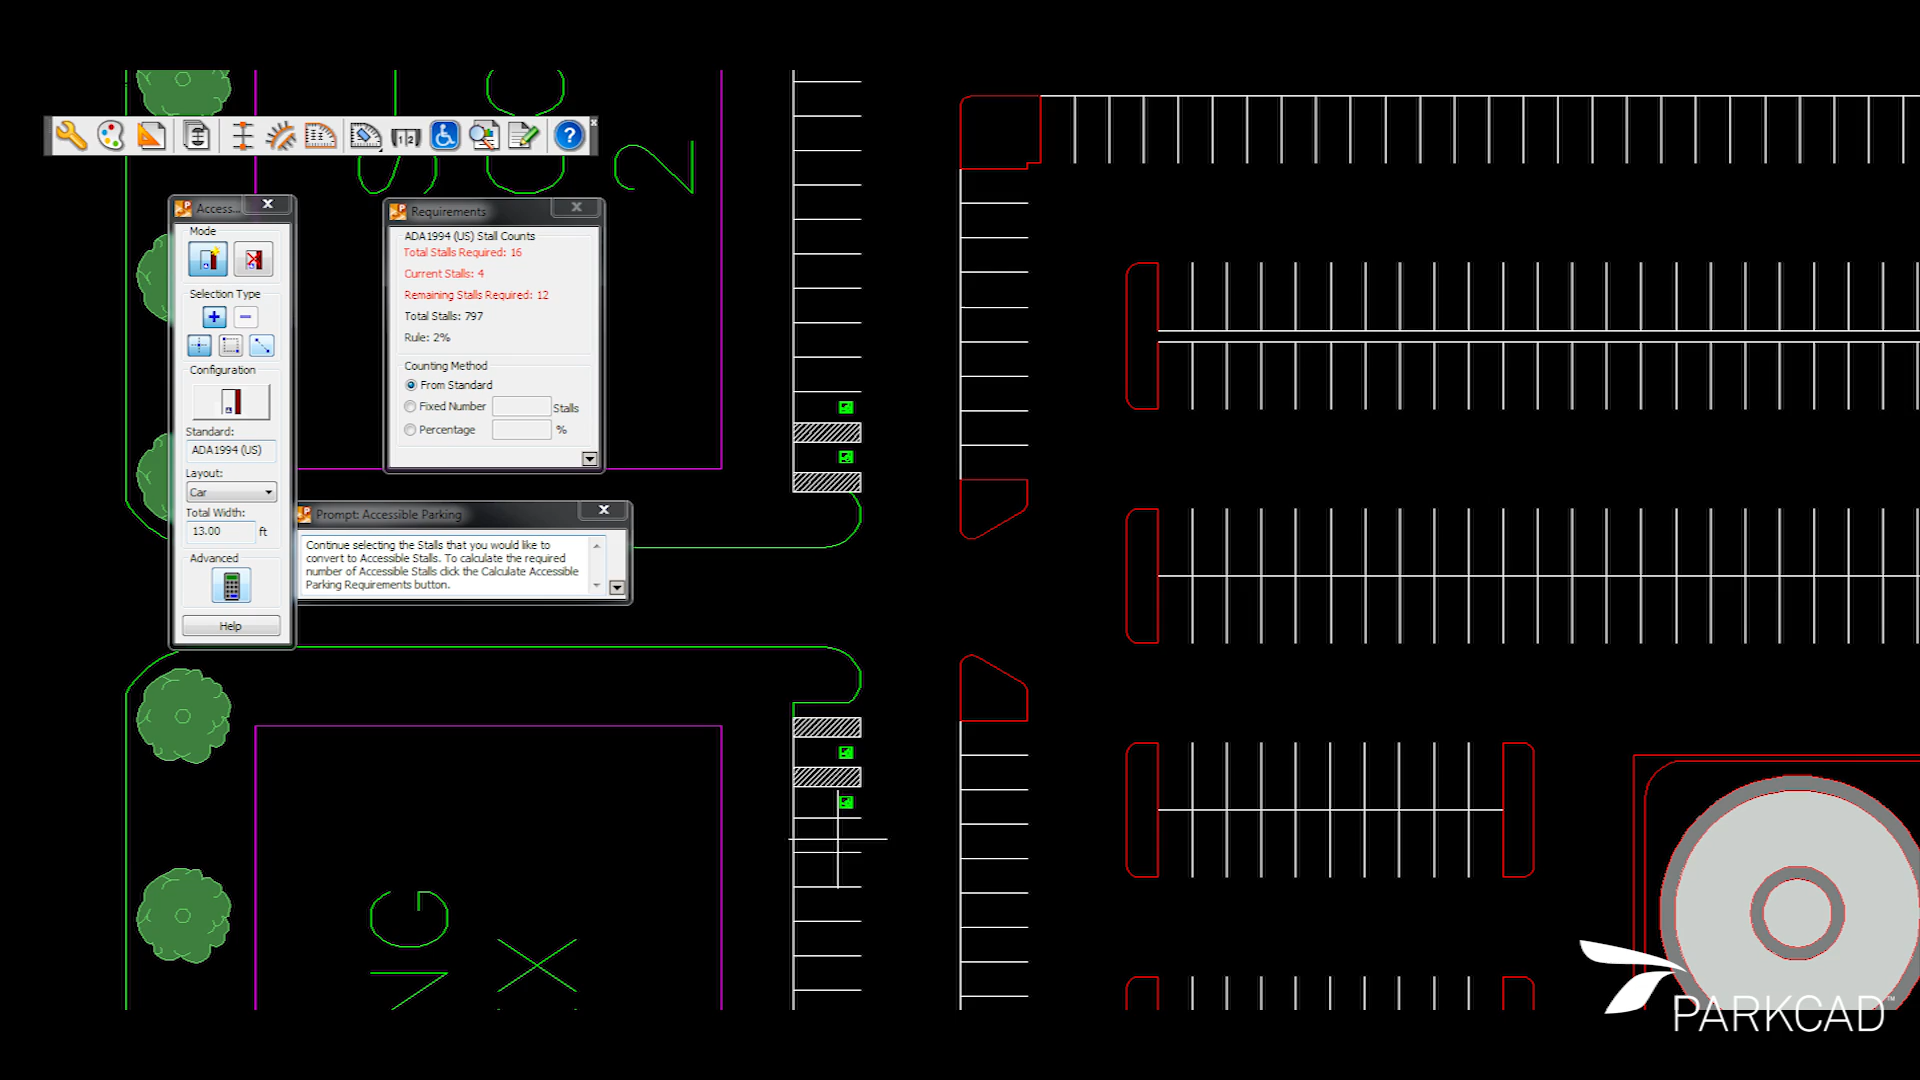 2
Access...
Mode
Selection Type
Configuration
Standard:
ADA1994 (US)
Layout:
Car
Total Width:
13.00 ft
Advanced
Help
Requirements
ADA1994 (US) Stall Counts
Total Stalls Required: 16
Current Stalls: 4
Remaining Stalls Required: 12
Total Stalls: 797
Rule: 2%
Counting Method
From Standard
Fixed Number Stalls
Percentage %
Prompt: Accessible Parking
Continue selecting the Stalls that you would like to
convert to Accessible Stalls. To calculate the required
number of Accessible Stalls click the Calculate Accessible
Parking Requirements button.
NG
X
PARKCAD™